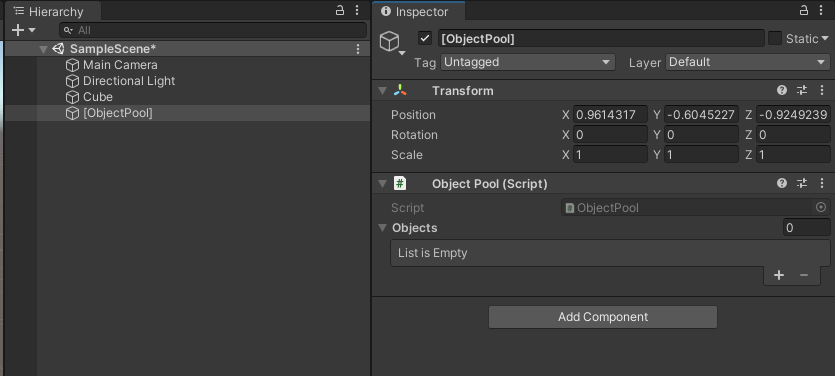 Hierarchy
All
SampleScene*
Main Camera
Directional Light
Cube
[ObjectPool]
Inspector
[ObjectPool] Static
Tag Untagged Layer Default
Transform
Position X 0.9614317 Y -0.6045227 Z -0.9249239
Rotation X 0 Y 0 Z 0
Scale X 1 Y 1 Z 1
# Object Pool (Script)
Script ObjectPool
Objects 0
List is Empty
+ −
Add Component